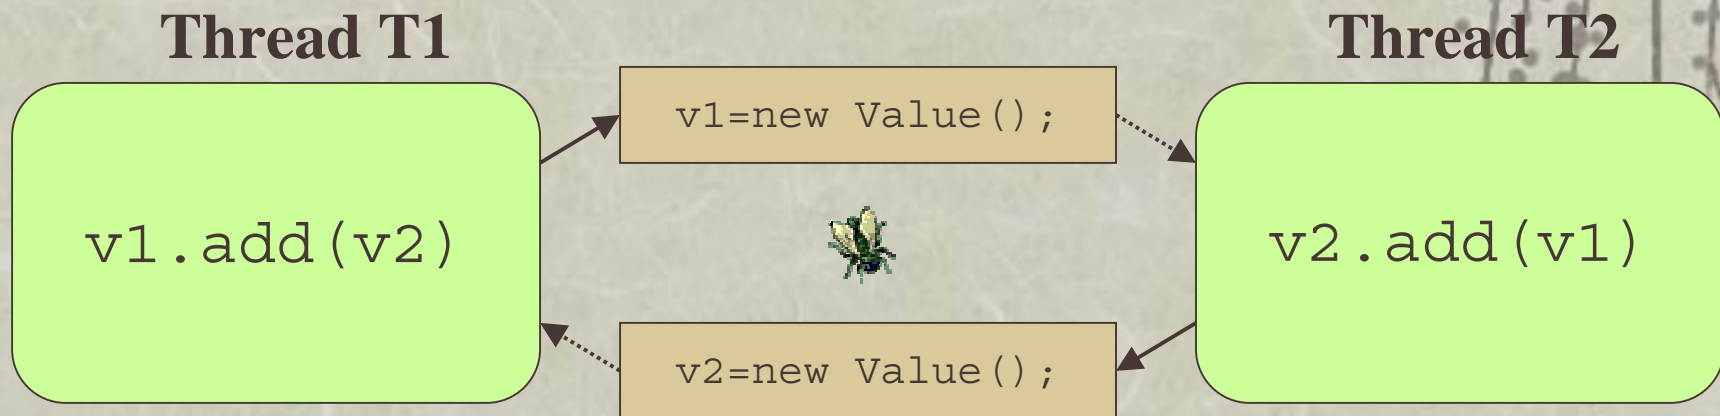 Thread T1
Thread T2
v1=new Value();
v1.add(v2)
v2.add(v1)
v2=new Value();